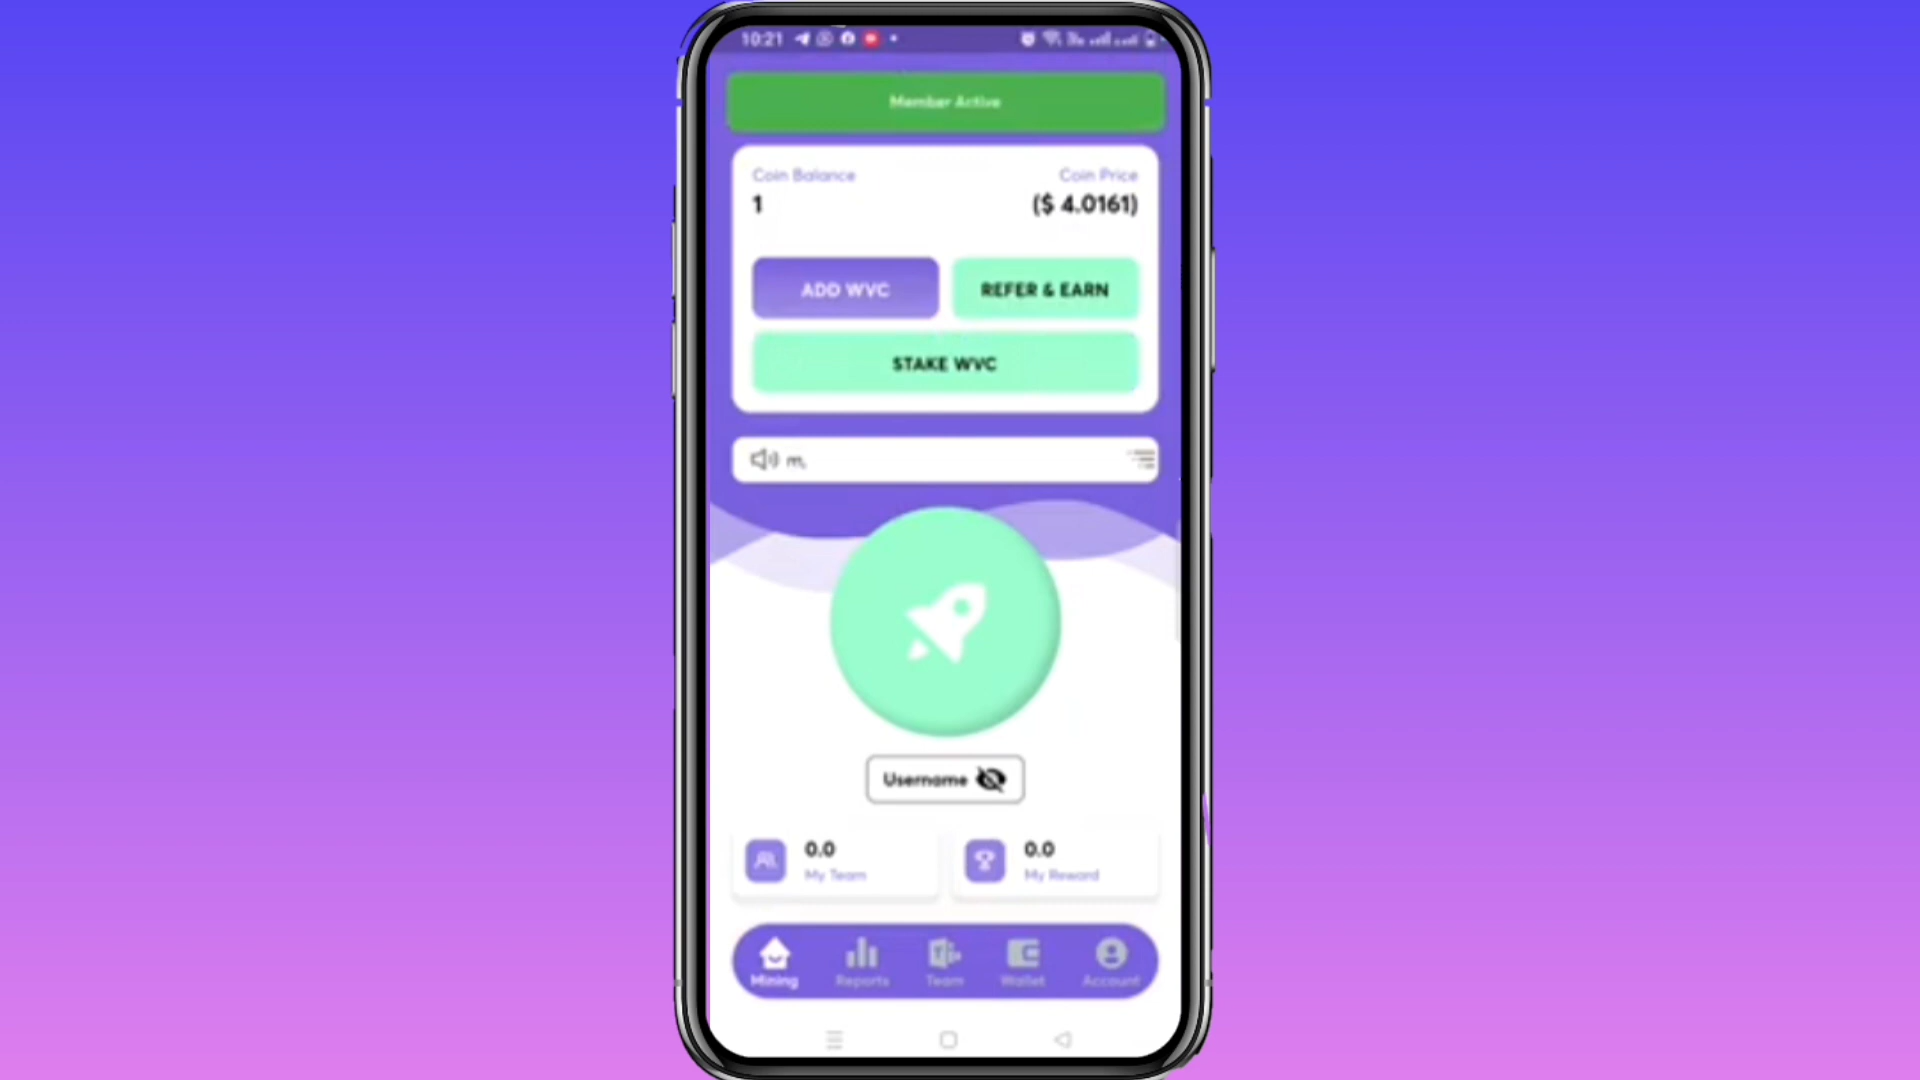 10:21
Member Active
Coin Balance
Coin Price
1
($ 4.0161)
ADD WVC
REFER & EARN
STAKE WVC
m,
Username
0.0
My Team
0.0
My Reward
Mining
Reports
Team
Wallet
Account